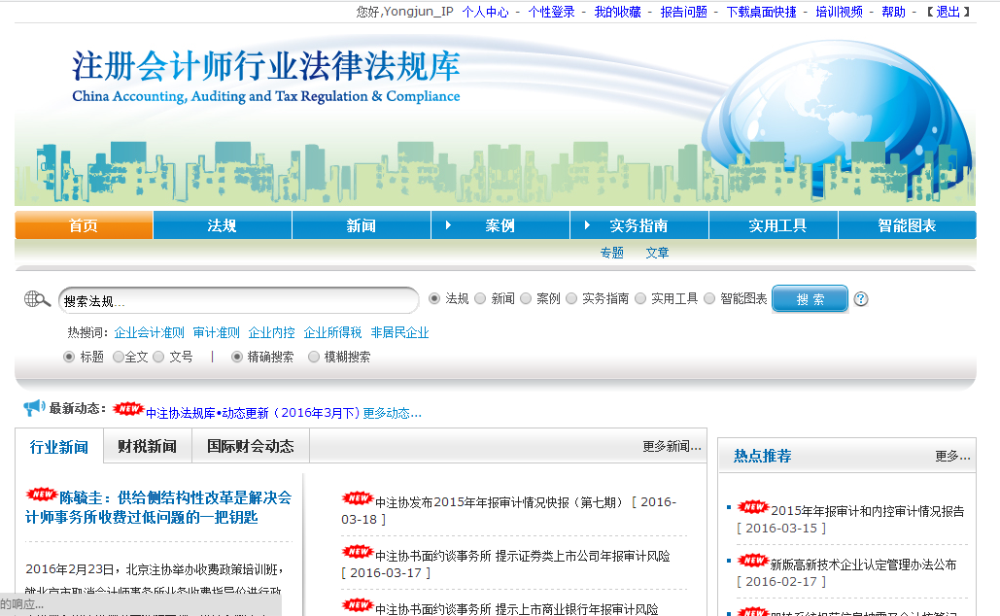 您好,Yongjun_IP 个人中心 - 个性登录 - 我的收藏 - 报告问题 - 下载桌面快捷 - 培训视频 - 帮助 - 【 退出 】
注册会计师行业法律法规库
China Accounting, Auditing and Tax Regulation & Compliance
首页 法规 新闻 案例 实务指南 实用工具 智能图表
专题 文章
搜索法规... 法规 新闻 案例 实务指南 实用工具 智能图表 搜 索 ?
热搜词： 企业会计准则 审计准则 企业内控 企业所得税 非居民企业
标题 全文 文号 | 精确搜索 模糊搜索
最新动态： NEW 中注协法规库•动态更新（2016年3月下) 更多动态...
行业新闻 财税新闻 国际财会动态 更多新闻...
NEW 陈毓圭：供给侧结构性改革是解决会
计师事务所收费过低问题的一把钥匙
2016年2月23日，北京注协举办收费政策培训班，
就北京市取消会计师事务所业务收费指导价进行政
的响应...
NEW 中注协发布2015年年报审计情况快报（第七期） [ 2016-
03-18 ]
NEW 中注协书面约谈事务所 提示证券类上市公司年报审计风险
[ 2016-03-17 ]
NEW 中注协书面约谈事务所 提示上市商业银行年报审计风险
热点推荐 更多...
NEW 2015年年报审计和内控审计情况报告
[ 2016-03-15 ]
NEW 新版高新技术企业认定管理办法公布
[ 2016-02-17 ]
NEW